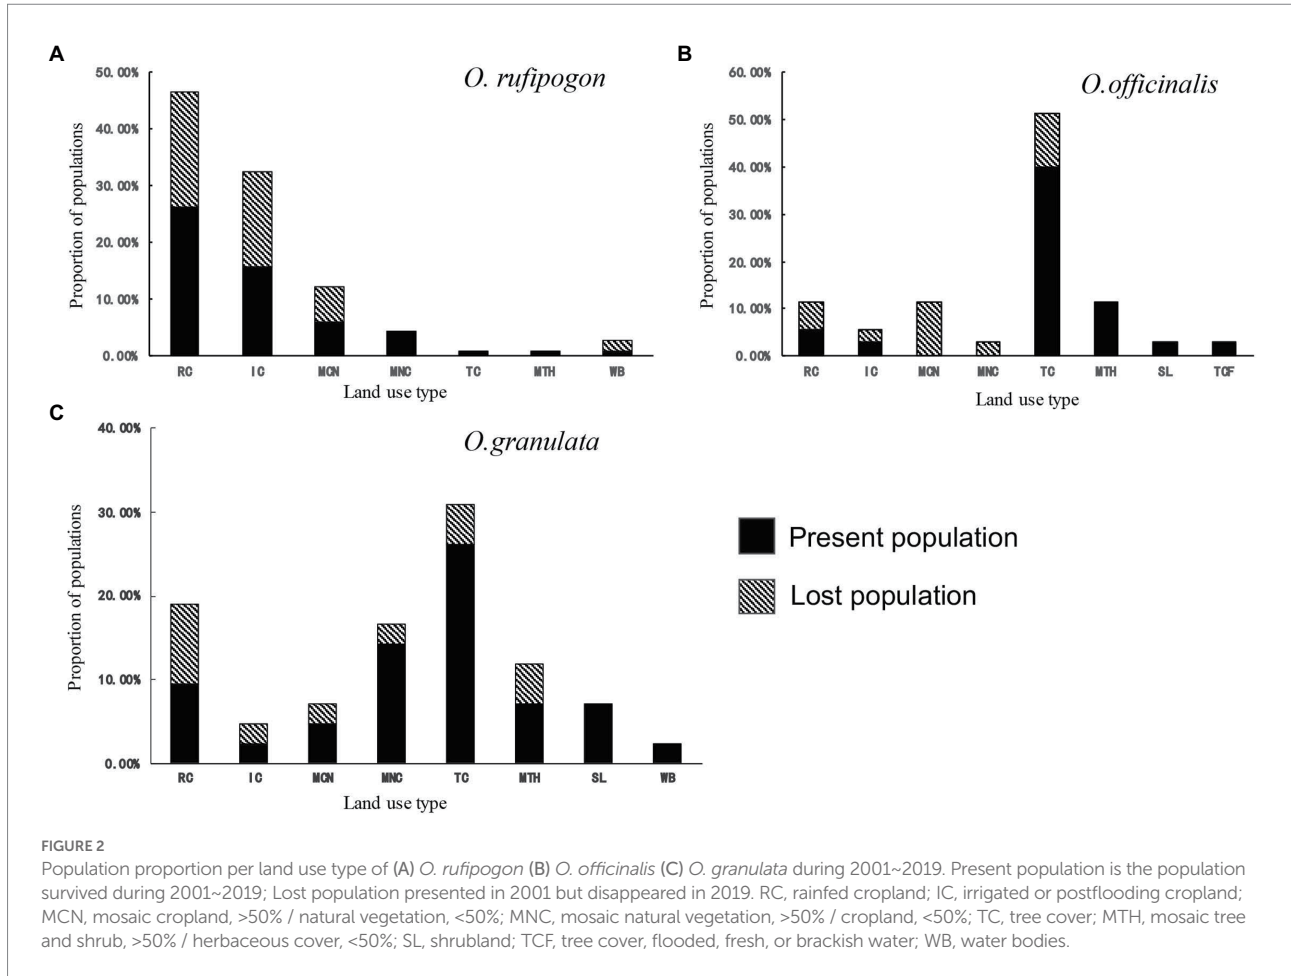 A
O. rufipogon
50.00%
40.00%
30.00%
20.00%
10.00%
0.00%
Proportion of populations
RC IC MCN MNC TC MTH WB
Land use type
B
O.officinalis
60.00%
50.00%
40.00%
30.00%
20.00%
10.00%
0.00%
Proportion of populations
RC IC MCN MNC TC MTH SL TCF
Land use type
C
O.granulata
40.00%
30.00%
20.00%
10.00%
0.00%
Proportion of populations
RC IC MCN MNC TC MTH SL WB
Land use type
Present population
Lost population
FIGURE 2
Population proportion per land use type of (A) O. rufipogon (B) O. officinalis (C) O. granulata during 2001~2019. Present population is the population
survived during 2001~2019; Lost population presented in 2001 but disappeared in 2019. RC, rainfed cropland; IC, irrigated or postflooding cropland;
MCN, mosaic cropland, >50% / natural vegetation, <50%; MNC, mosaic natural vegetation, >50% / cropland, <50%; TC, tree cover; MTH, mosaic tree
and shrub, >50% / herbaceous cover, <50%; SL, shrubland; TCF, tree cover, flooded, fresh, or brackish water; WB, water bodies.